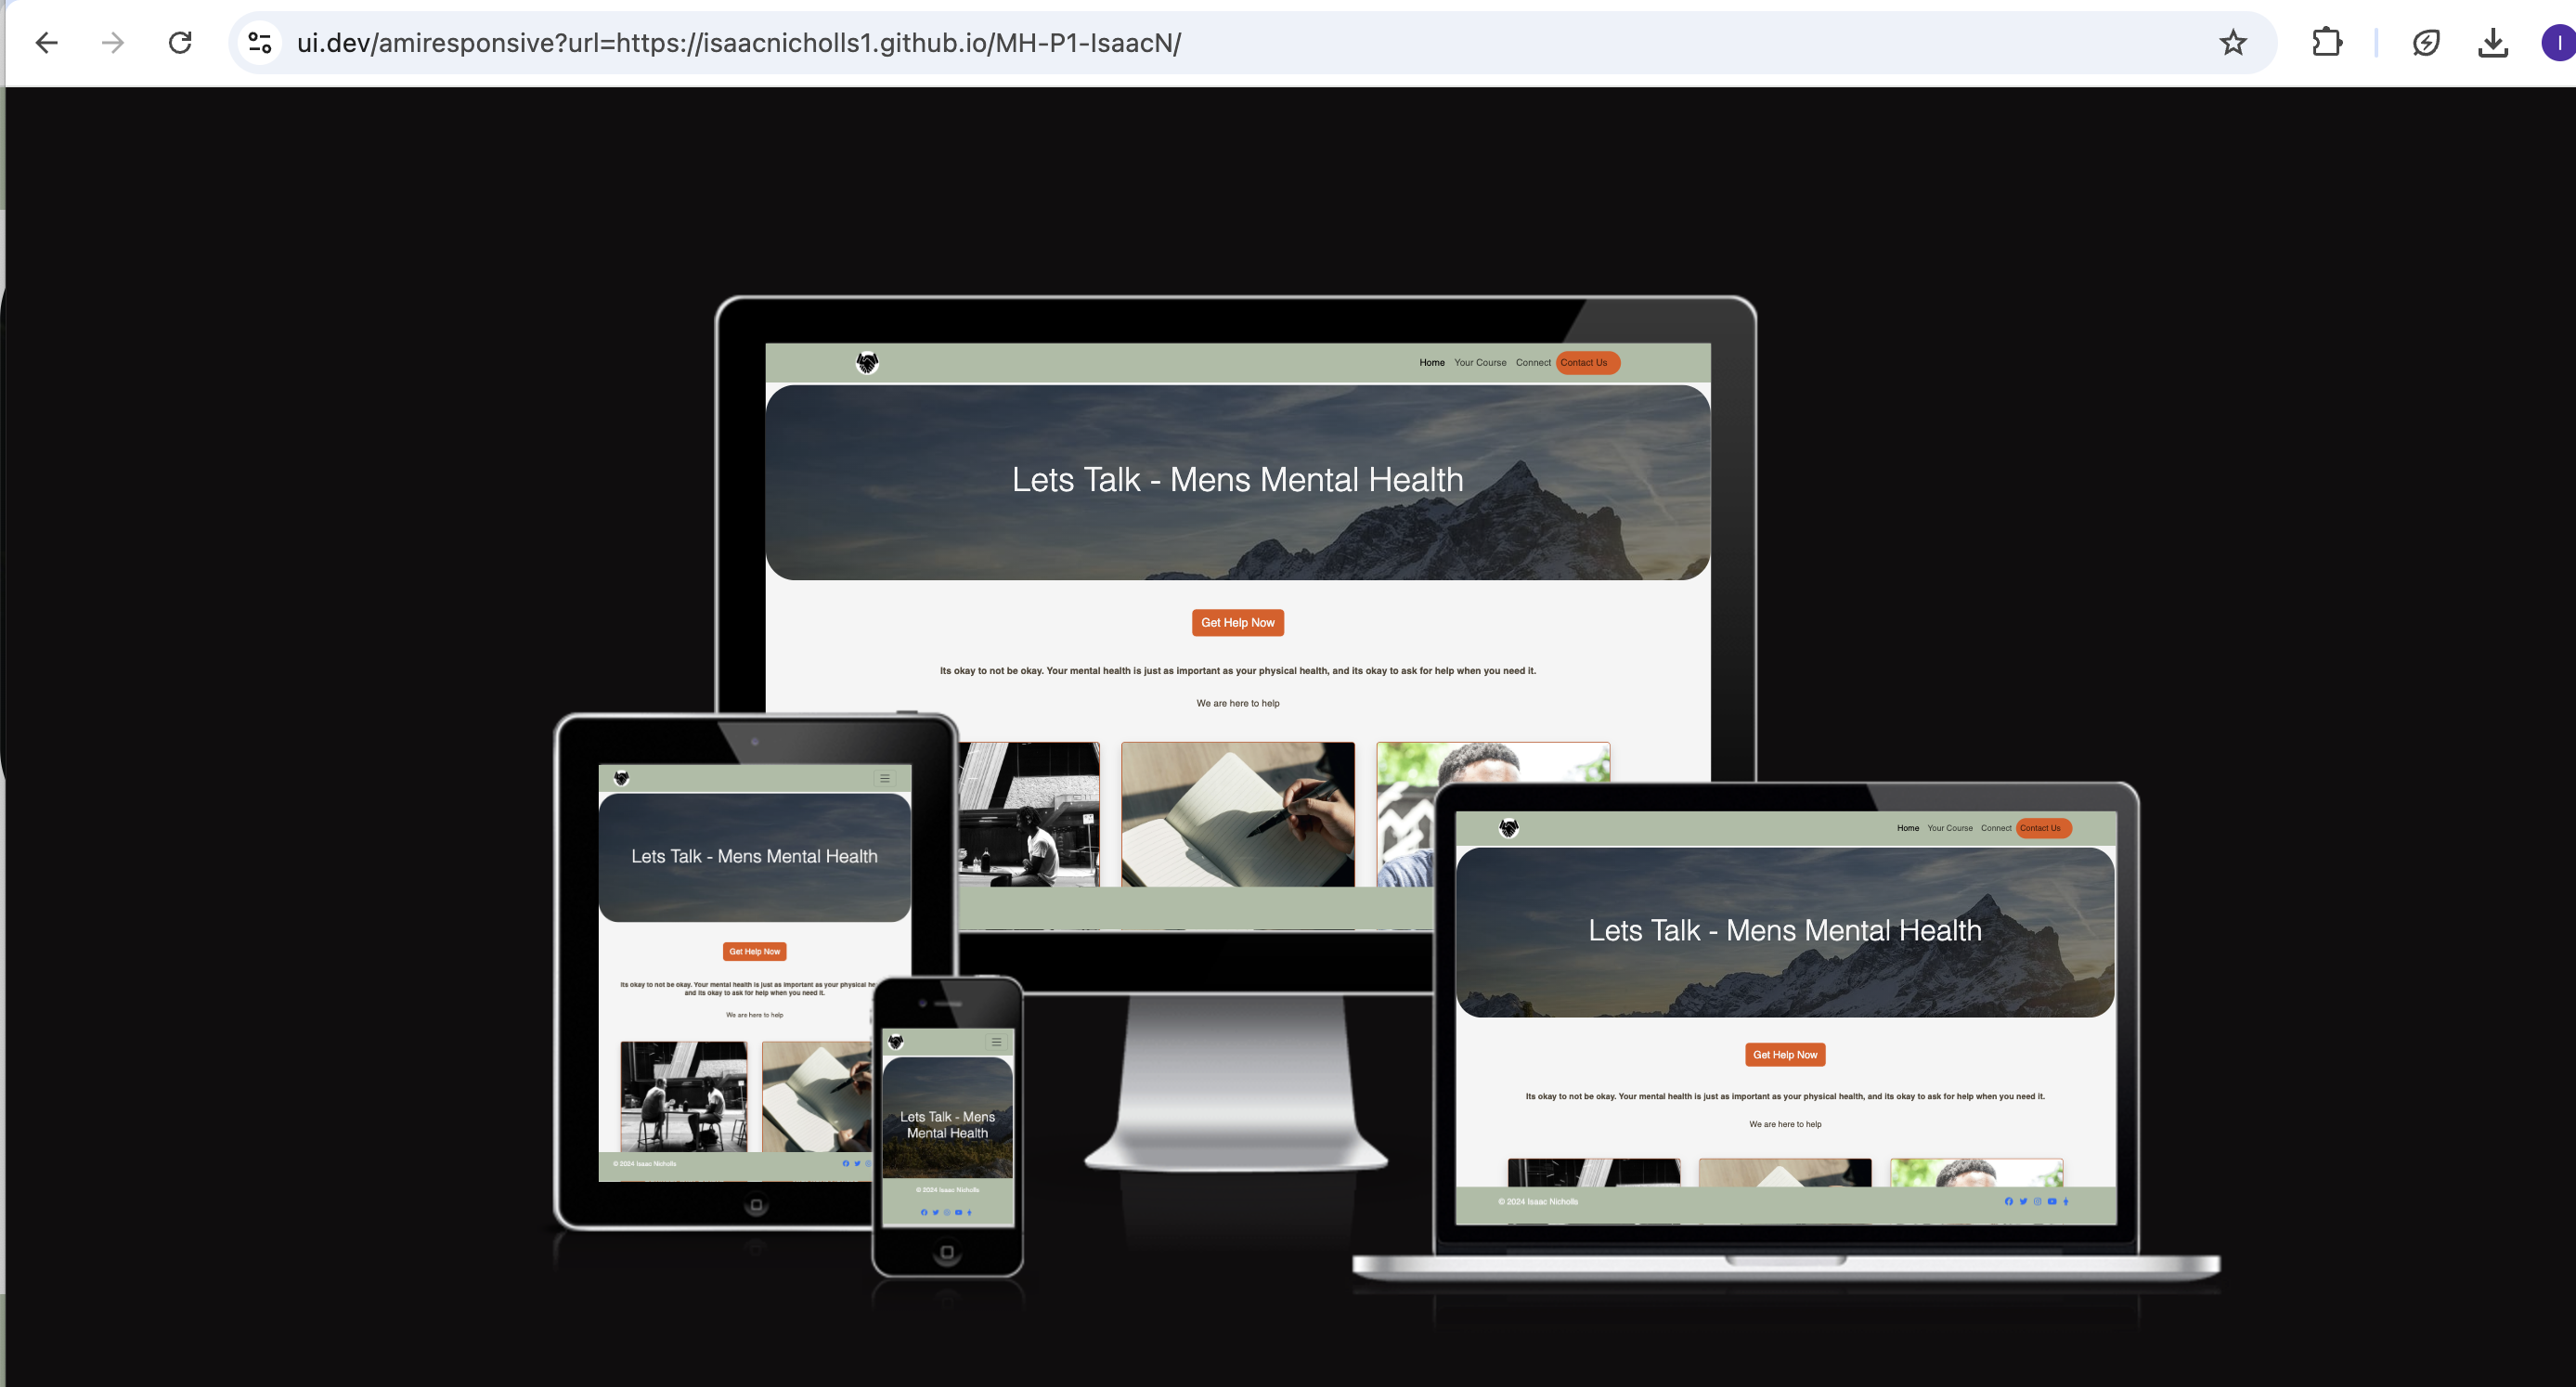 ui.dev/amiresponsive?url=https://isaacnicholls1.github.io/MH-P1-IsaacN/
I
Home Your Course Connect Contact Us
Lets Talk - Mens Mental Health
Get Help Now
Its okay to not be okay. Your mental health is just as important as your physical health, and its okay to ask for help when you need it.
We are here to help
Lets Talk - Mens Mental Health
Get Help Now
Its okay to not be okay. Your mental health is just as important as your physical
and its okay to ask for help when you need it.
We are here to help
© 2024 Isaac Nicholls
Lets Talk - Mens
Mental Health
© 2024 Isaac Nicholls
Home Your Course Connect Contact Us
Lets Talk - Mens Mental Health
Get Help Now
Its okay to not be okay. Your mental health is just as important as your physical health, and its okay to ask for help when you need it.
We are here to help
© 2024 Isaac Nicholls